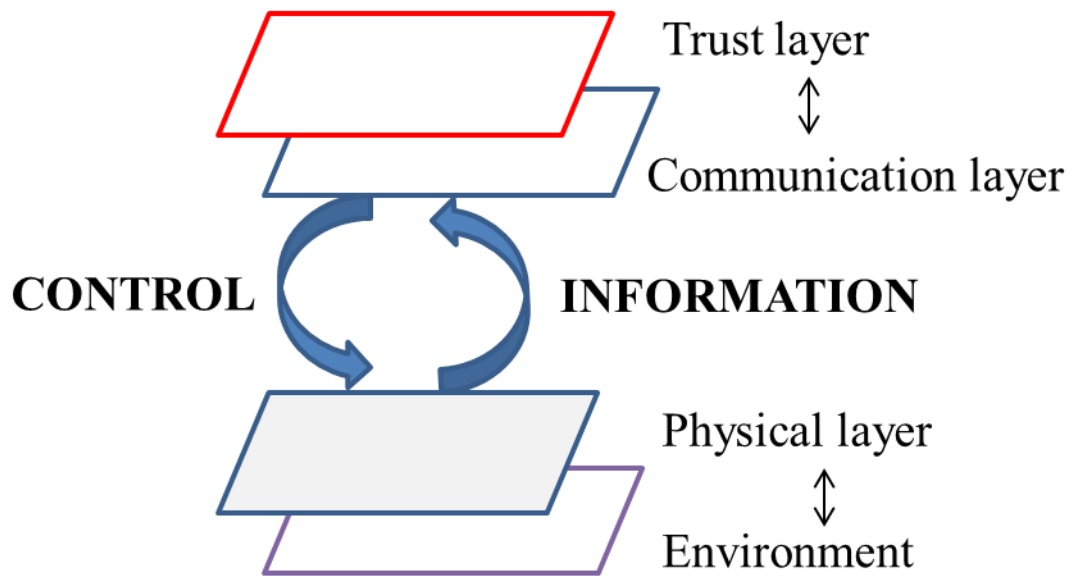 Trust layer
Communication layer
CONTROL
INFORMATION
Physical layer
Environment